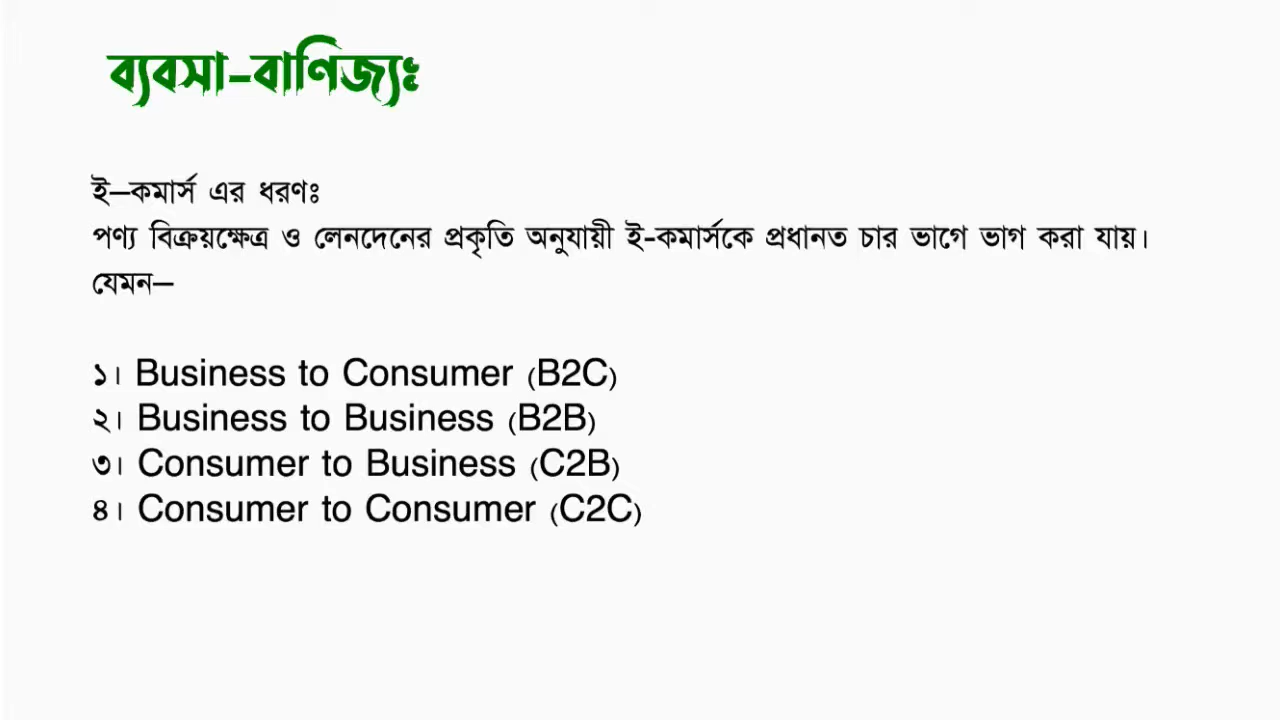 ব্যবসা-বাণিজ্যঃ
ই–কমার্স এর ধরণঃ
পণ্য বিক্রয়ক্ষেত্র ও লেনদেনের প্রকৃতি অনুযায়ী ই-কমার্সকে প্রধানত চার ভাগে ভাগ করা যায়।
যেমন–
১। Business to Consumer (B2C)
২। Business to Business (B2B)
৩। Consumer to Business (C2B)
৪। Consumer to Consumer (C2C)